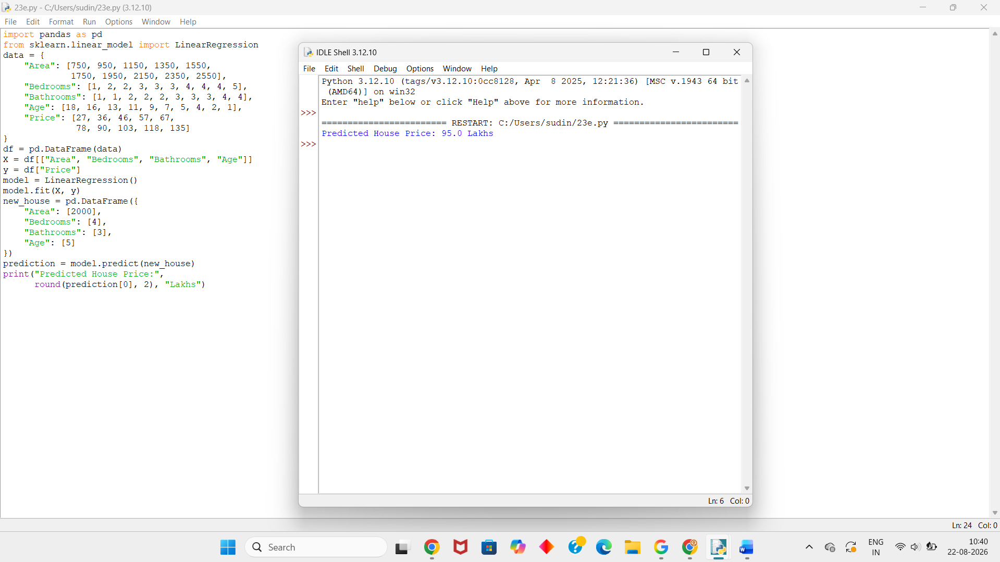 23e.py - C:/Users/sudin/23e.py (3.12.10)
File Edit Format Run Options Window Help
import pandas as pd
from sklearn.linear_model import LinearRegression
data = {
    "Area": [750, 950, 1150, 1350, 1550,
             1750, 1950, 2150, 2350, 2550],
    "Bedrooms": [1, 2, 2, 3, 3, 3, 4, 4, 4, 5],
    "Bathrooms": [1, 1, 2, 2, 2, 3, 3, 3, 4, 4],
    "Age": [18, 16, 13, 11, 9, 7, 5, 4, 2, 1],
    "Price": [27, 36, 46, 57, 67,
              78, 90, 103, 118, 135]
}
df = pd.DataFrame(data)
X = df[["Area", "Bedrooms", "Bathrooms", "Age"]]
y = df["Price"]
model = LinearRegression()
model.fit(X, y)
new_house = pd.DataFrame({
    "Area": [2000],
    "Bedrooms": [4],
    "Bathrooms": [3],
    "Age": [5]
})
prediction = model.predict(new_house)
print("Predicted House Price:",
      round(prediction[0], 2), "Lakhs")
IDLE Shell 3.12.10
File Edit Shell Debug Options Window Help
Python 3.12.10 (tags/v3.12.10:0cc8128, Apr  8 2025, 12:21:36) [MSC v.1943 64 bit
 (AMD64)] on win32
Enter "help" below or click "Help" above for more information.
>>>
======================== RESTART: C:/Users/sudin/23e.py ========================
Predicted House Price: 95.0 Lakhs
>>>
Ln: 6 Col: 0
Ln: 24 Col: 0
Search
ENG
IN
10:40
22-08-2026